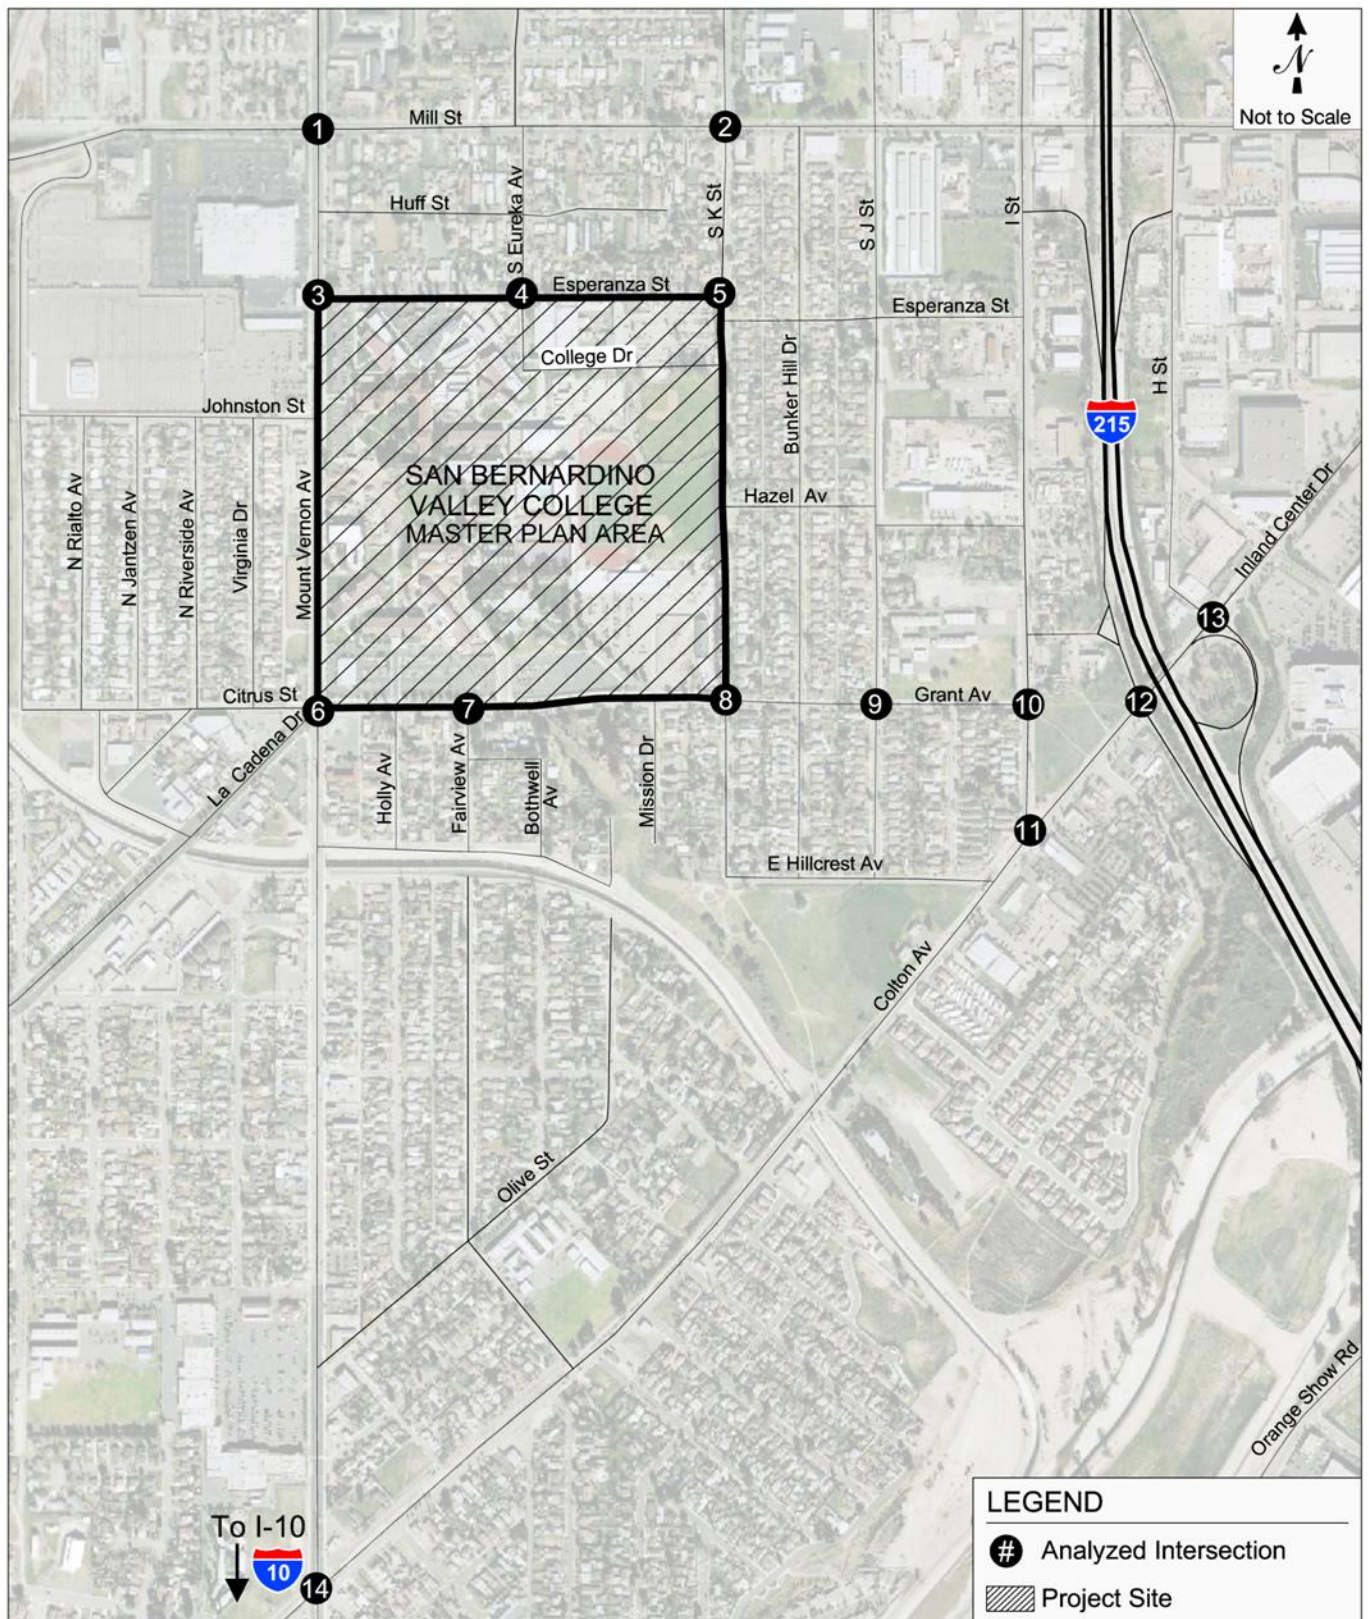 N
Not to Scale
1
Mill St
2
Huff St
S Eureka Av
S K St
S J St
I St
3
4
Esperanza St
5
Esperanza St
College Dr
Bunker Hill Dr
H St
Johnston St
215
N Rialto Av
N Jantzen Av
N Riverside Av
Virginia Dr
Mount Vernon Av
SAN BERNARDINO
VALLEY COLLEGE
MASTER PLAN AREA
Hazel Av
Inland Center Dr
13
Citrus St
6
7
8
9
Grant Av
10
12
La Cadena Dr
Holly Av
Fairview Av
Bothwell
Av
Mission Dr
11
E Hillcrest Av
Colton Av
Olive St
Orange Show Rd
To I-10
10
14
LEGEND
# Analyzed Intersection
Project Site